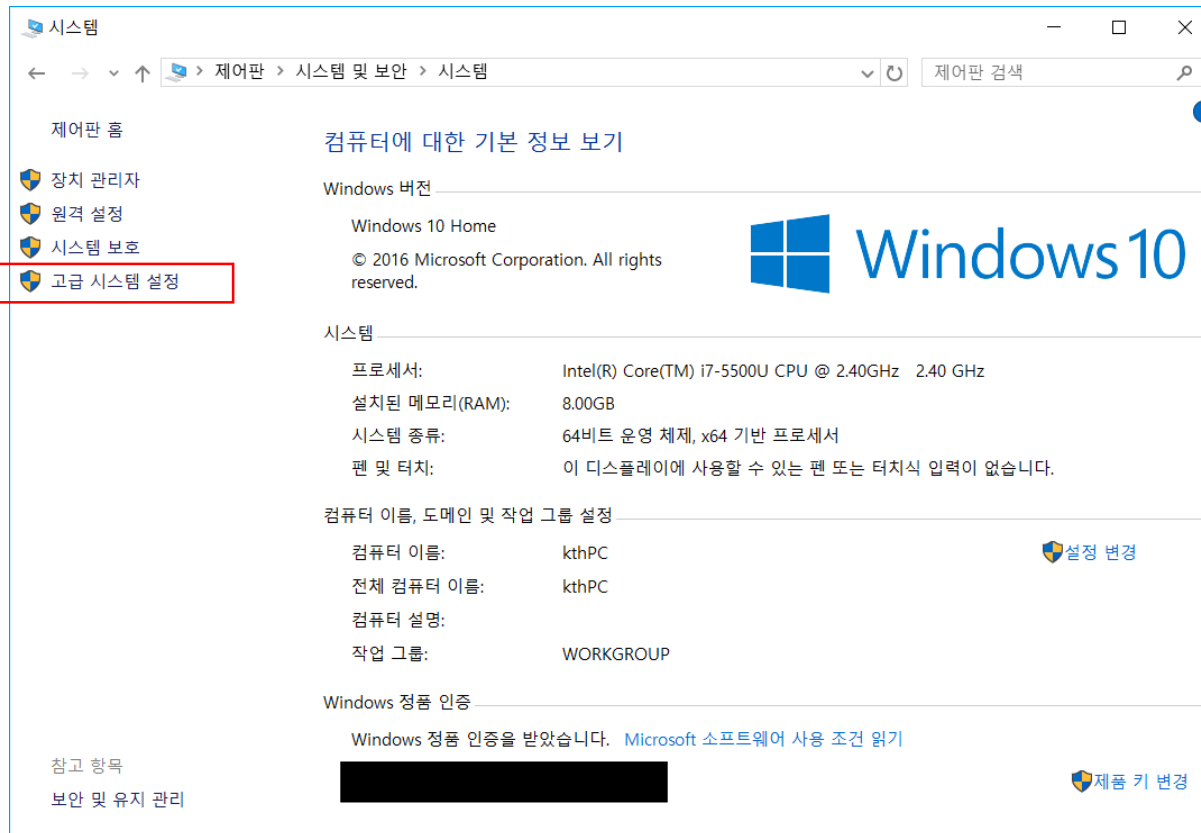 시스템
제어판 > 시스템 및 보안 > 시스템
제어판 검색
제어판 홈
장치 관리자
원격 설정
시스템 보호
고급 시스템 설정
컴퓨터에 대한 기본 정보 보기
Windows 버전
Windows 10 Home
© 2016 Microsoft Corporation. All rights
reserved.
Windows 10
시스템
프로세서: Intel(R) Core(TM) i7-5500U CPU @ 2.40GHz 2.40 GHz
설치된 메모리(RAM): 8.00GB
시스템 종류: 64비트 운영 체제, x64 기반 프로세서
펜 및 터치: 이 디스플레이에 사용할 수 있는 펜 또는 터치식 입력이 없습니다.
컴퓨터 이름, 도메인 및 작업 그룹 설정
컴퓨터 이름: kthPC 설정 변경
전체 컴퓨터 이름: kthPC
컴퓨터 설명:
작업 그룹: WORKGROUP
Windows 정품 인증
Windows 정품 인증을 받았습니다. Microsoft 소프트웨어 사용 조건 읽기
제품 키 변경
참고 항목
보안 및 유지 관리